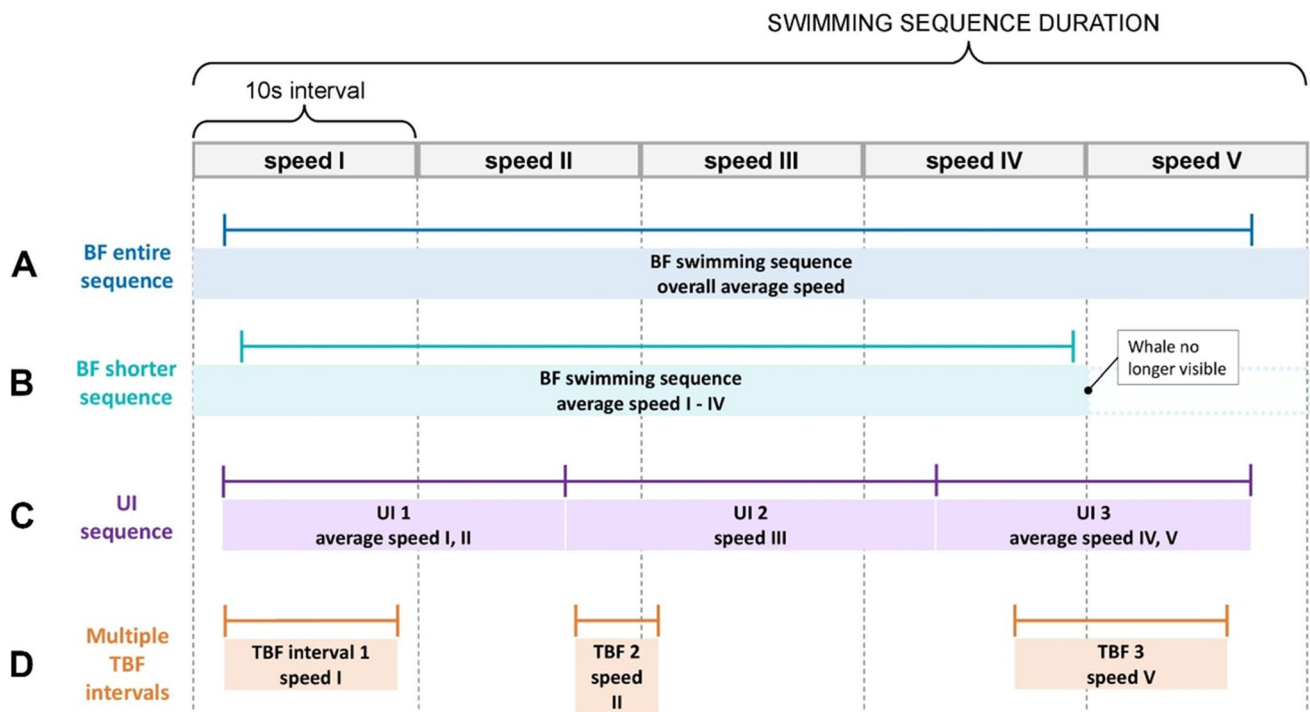 SWIMMING SEQUENCE DURATION
10s interval
speed I
speed II
speed III
speed IV
speed V
A
BF entire
sequence
BF swimming sequence
overall average speed
B
BF shorter
sequence
BF swimming sequence
average speed I - IV
Whale no
longer visible
C
UI
sequence
UI 1
average speed I, II
UI 2
speed III
UI 3
average speed IV, V
D
Multiple
TBF
intervals
TBF interval 1
speed I
TBF 2
speed
II
TBF 3
speed V